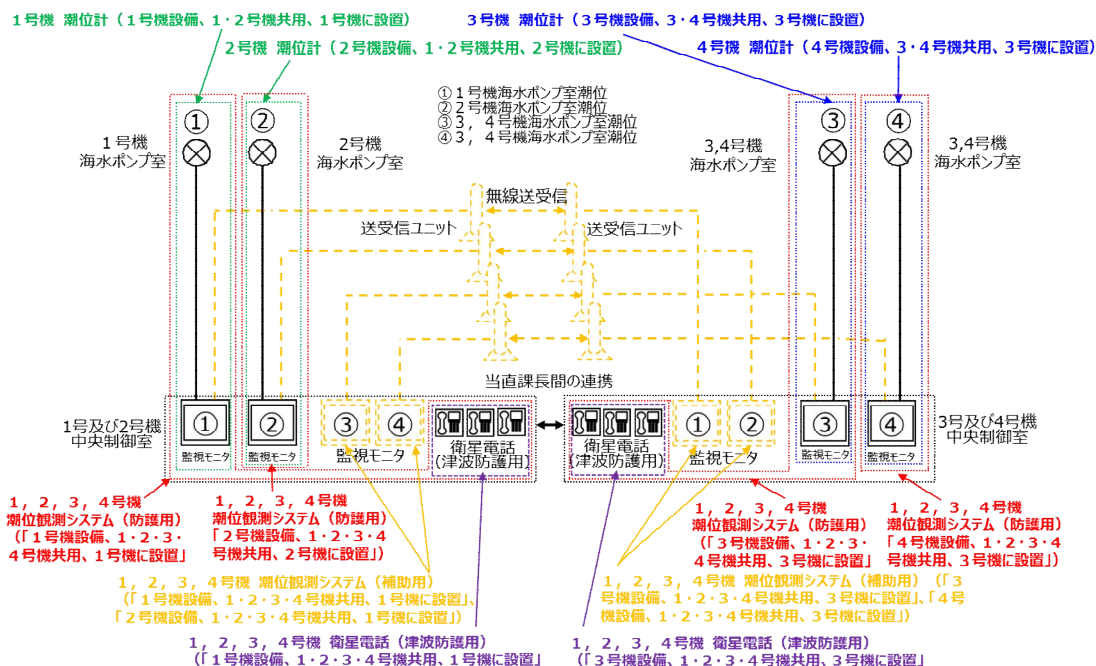 1号機 潮位計（1号機設備、1・2号機共用、1号機に設置）
3号機 潮位計（3号機設備、3・4号機共用、3号機に設置）
2号機 潮位計（2号機設備、1・2号機共用、2号機に設置）
4号機 潮位計（4号機設備、3・4号機共用、3号機に設置）
①1号機海水ポンプ室潮位
②2号機海水ポンプ室潮位
③3，4号機海水ポンプ室潮位
④3，4号機海水ポンプ室潮位
①
②
③
④
1号機
海水ポンプ室
2号機
海水ポンプ室
3,4号機
海水ポンプ室
3,4号機
海水ポンプ室
無線送受信
送受信ユニット
送受信ユニット
当直課長間の連携
1号及び2号機
中央制御室
①
②
③
④
監視モニタ
監視モニタ
監視モニタ
衛星電話
(津波防護用)
衛星電話
(津波防護用)
①
②
③
④
監視モニタ
監視モニタ
監視モニタ
3号及び4号機
中央制御室
1，2，3，4号機
潮位観測システム（防護用）
（「1号機設備、1・2・3・
4号機共用、1号機に設置」
1，2，3，4号機
潮位観測システム（防護用）
「2号機設備、1・2・3・4
号機共用、2号機に設置」）
1，2，3，4号機
潮位観測システム（防護用）
（「3号機設備、1・2・3・
4号機共用、3号機に設置」
1，2，3，4号機
潮位観測システム（防護用）
「4号機設備、1・2・3・4
号機共用、3号機に設置」）
1，2，3，4号機 潮位観測システム（補助用）
（「1号機設備、1・2・3・4号機共用、1号機に設置」、
「2号機設備、1・2・3・4号機共用、1号機に設置」）
1，2，3，4号機 潮位観測システム（補助用）（「3
号機設備、1・2・3・4号機共用、3号機に設置」、「4号
機設備、1・2・3・4号機共用、3号機に設置」）
1，2，3，4号機 衛星電話（津波防護用）
（「1号機設備、1・2・3・4号機共用、1号機に設置」
1，2，3，4号機 衛星電話（津波防護用）
（「3号機設備、1・2・3・4号機共用、3号機に設置」